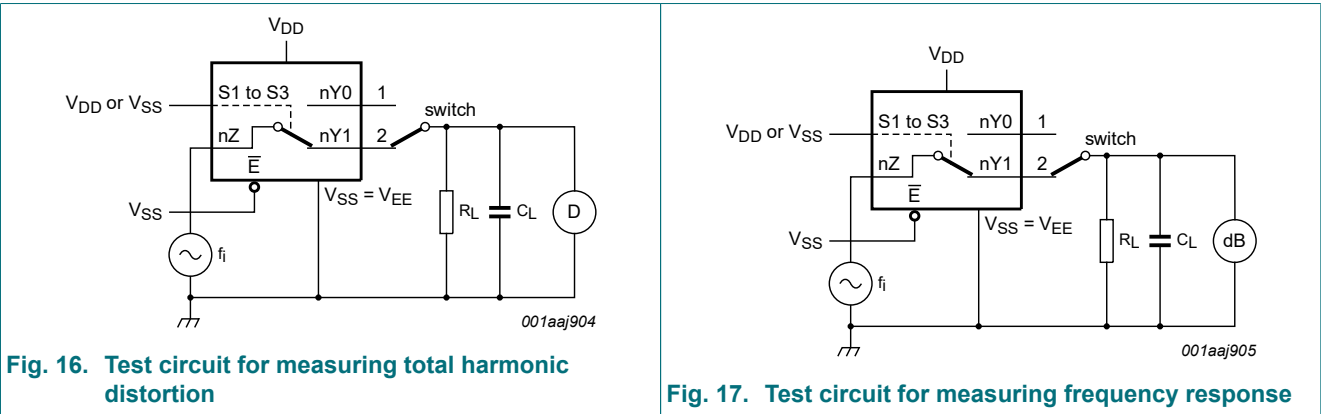 VDD
VDD or VSS
S1 to S3
nY0
1
switch
nZ
nY1
2
E
VSS
VSS = VEE
RL
CL
D
fi
001aaj904
Fig. 16. Test circuit for measuring total harmonic
distortion
VDD
VDD or VSS
S1 to S3
nY0
1
switch
nZ
nY1
2
E
VSS
VSS = VEE
RL
CL
dB
fi
001aaj905
Fig. 17. Test circuit for measuring frequency response